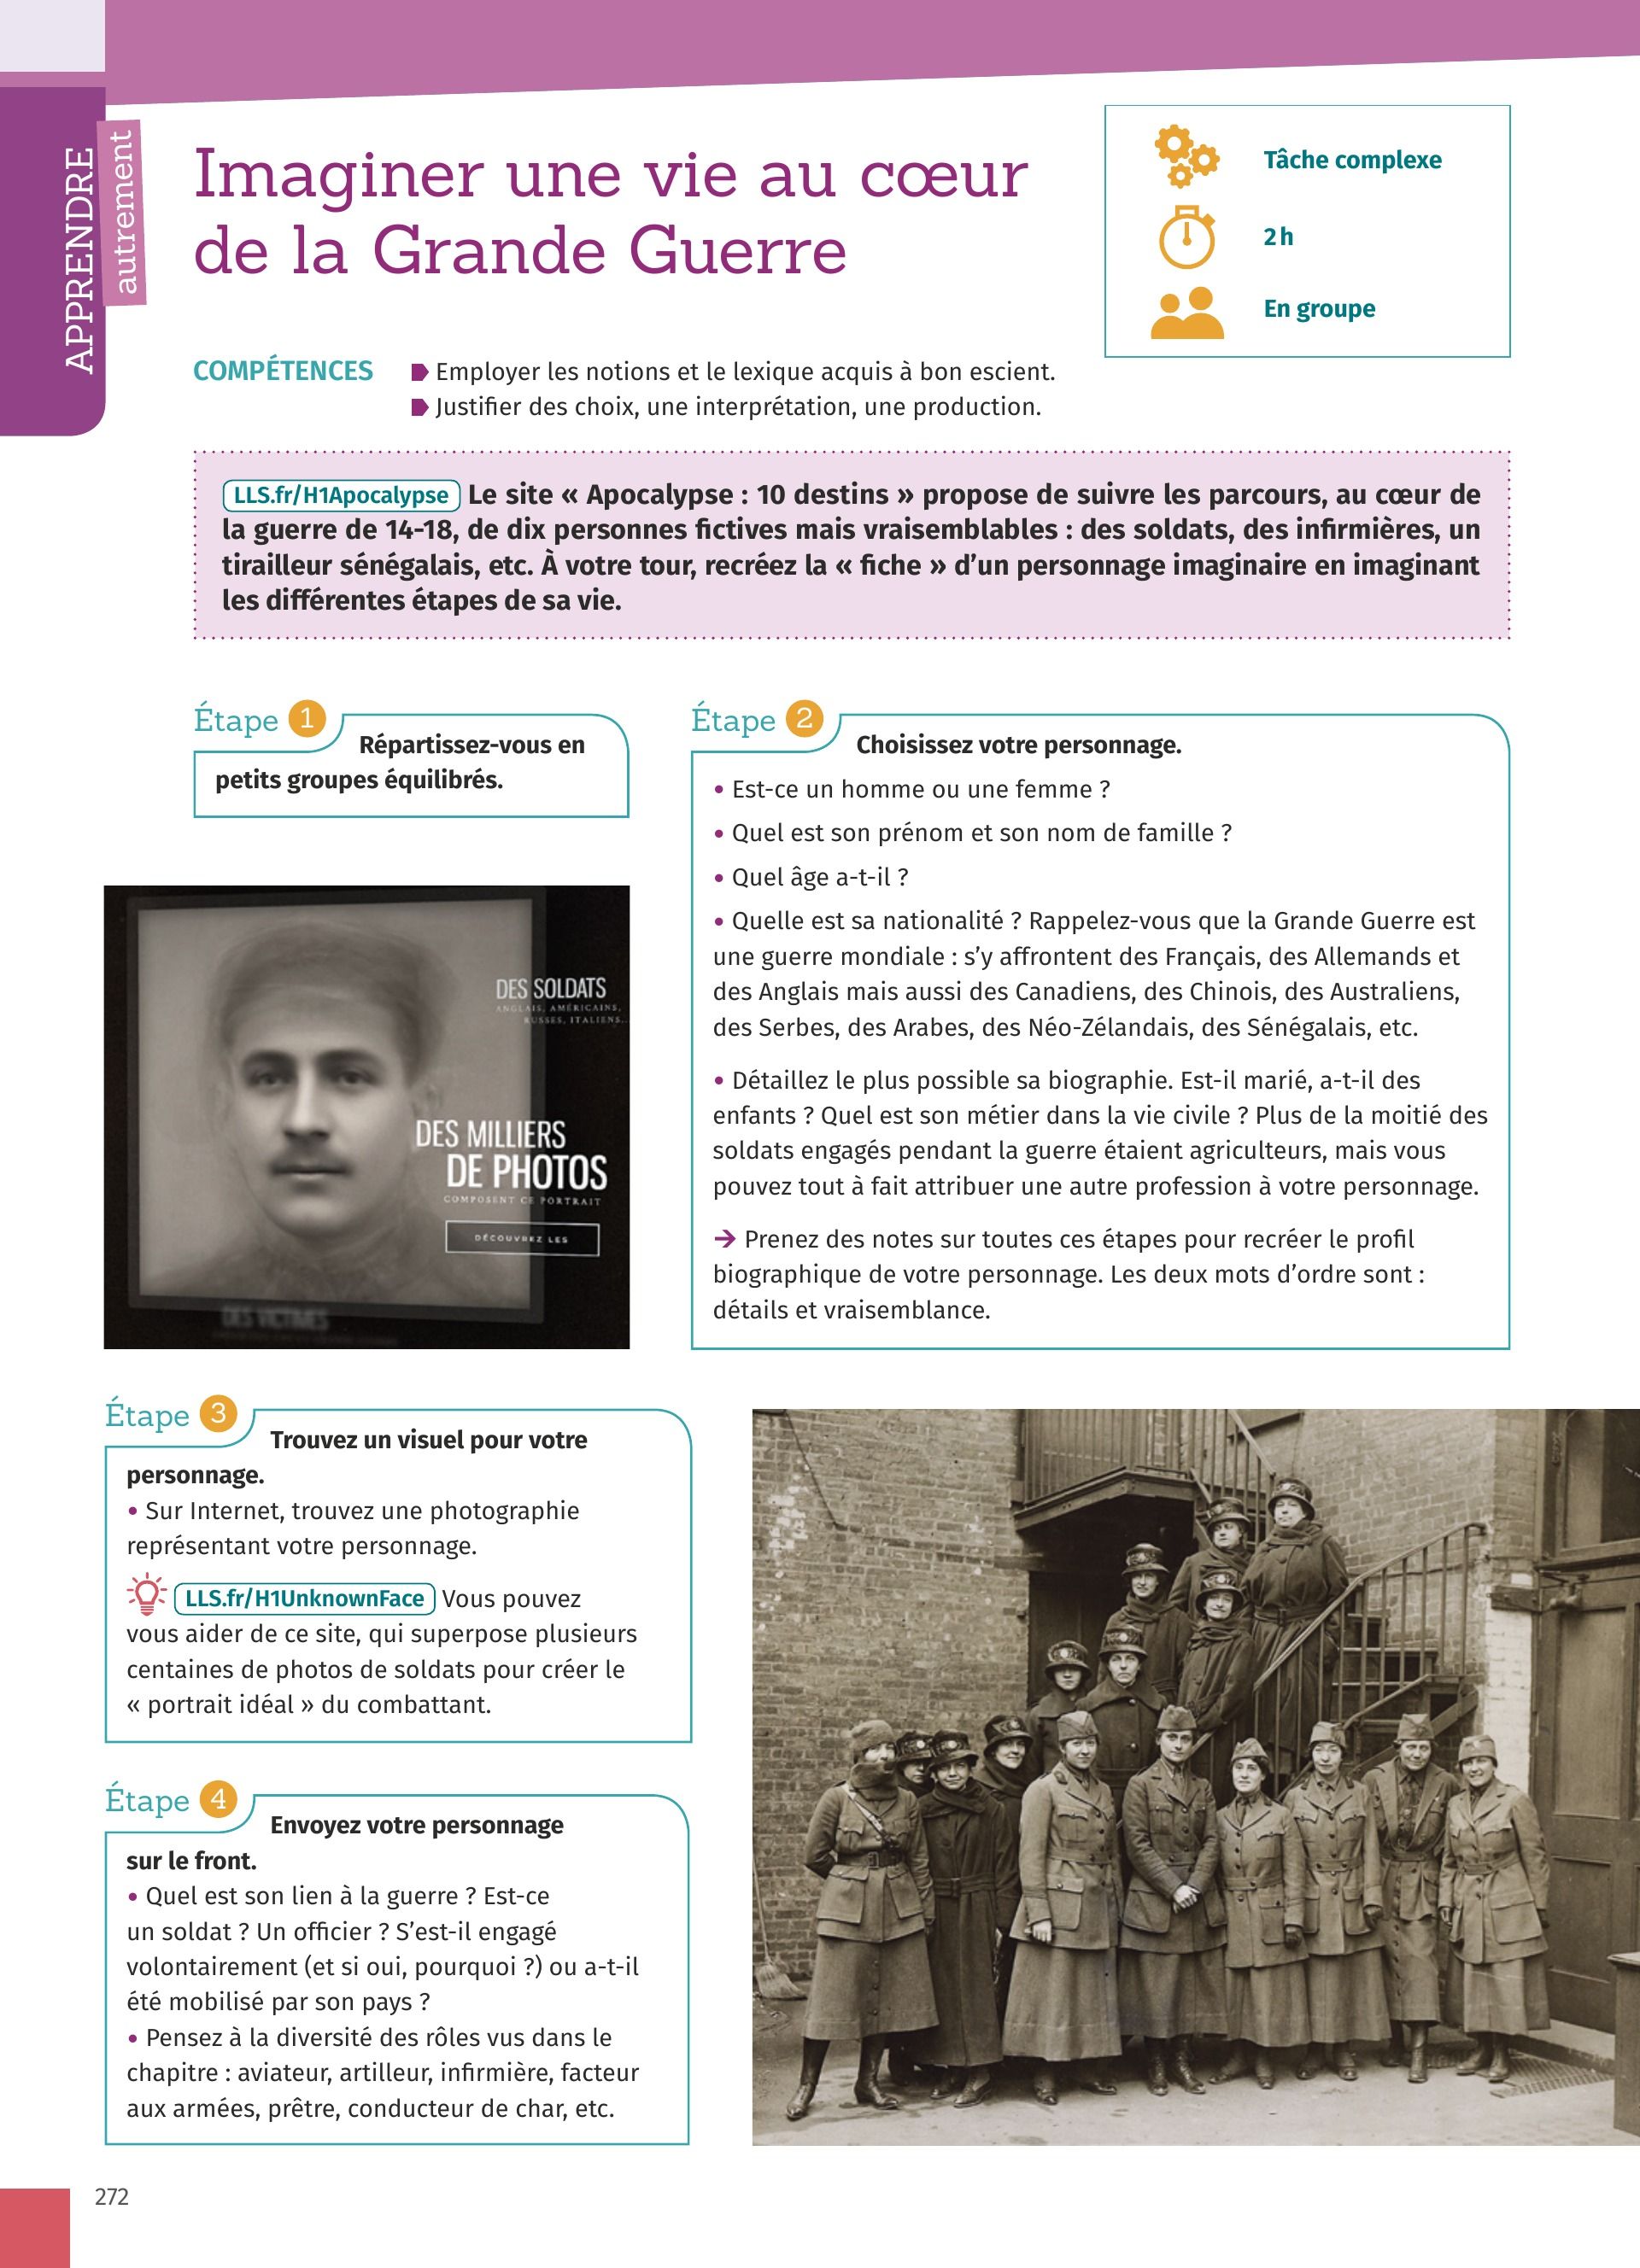 APPRENDRE
autrement
Imaginer une vie au cœur
de la Grande Guerre
Tâche complexe
2 h
En groupe
COMPÉTENCES
Employer les notions et le lexique acquis à bon escient.
Justifier des choix, une interprétation, une production.
LLS.fr/H1Apocalypse Le site « Apocalypse : 10 destins » propose de suivre les parcours, au cœur de
la guerre de 14-18, de dix personnes fictives mais vraisemblables : des soldats, des infirmières, un
tirailleur sénégalais, etc. À votre tour, recréez la « fiche » d'un personnage imaginaire en imaginant
les différentes étapes de sa vie.
Étape 1
Répartissez-vous en
petits groupes équilibrés.
DES SOLDATS
ANGLAIS, AMÉRICAINS,
RUSSES, ITALIENS...
DES MILLIERS
DE PHOTOS
COMPOSENT CE PORTRAIT
DÉCOUVREZ LES
DES VICTIMES
Étape 2
Choisissez votre personnage.
• Est-ce un homme ou une femme ?
• Quel est son prénom et son nom de famille ?
• Quel âge a-t-il ?
• Quelle est sa nationalité ? Rappelez-vous que la Grande Guerre est
une guerre mondiale : s'y affrontent des Français, des Allemands et
des Anglais mais aussi des Canadiens, des Chinois, des Australiens,
des Serbes, des Arabes, des Néo-Zélandais, des Sénégalais, etc.
• Détaillez le plus possible sa biographie. Est-il marié, a-t-il des
enfants ? Quel est son métier dans la vie civile ? Plus de la moitié des
soldats engagés pendant la guerre étaient agriculteurs, mais vous
pouvez tout à fait attribuer une autre profession à votre personnage.
→ Prenez des notes sur toutes ces étapes pour recréer le profil
biographique de votre personnage. Les deux mots d'ordre sont :
détails et vraisemblance.
Étape 3
Trouvez un visuel pour votre
personnage.
• Sur Internet, trouvez une photographie
représentant votre personnage.
LLS.fr/H1UnknownFace Vous pouvez
vous aider de ce site, qui superpose plusieurs
centaines de photos de soldats pour créer le
« portrait idéal » du combattant.
Étape 4
Envoyez votre personnage
sur le front.
• Quel est son lien à la guerre ? Est-ce
un soldat ? Un officier ? S'est-il engagé
volontairement (et si oui, pourquoi ?) ou a-t-il
été mobilisé par son pays ?
• Pensez à la diversité des rôles vus dans le
chapitre : aviateur, artilleur, infirmière, facteur
aux armées, prêtre, conducteur de char, etc.
272